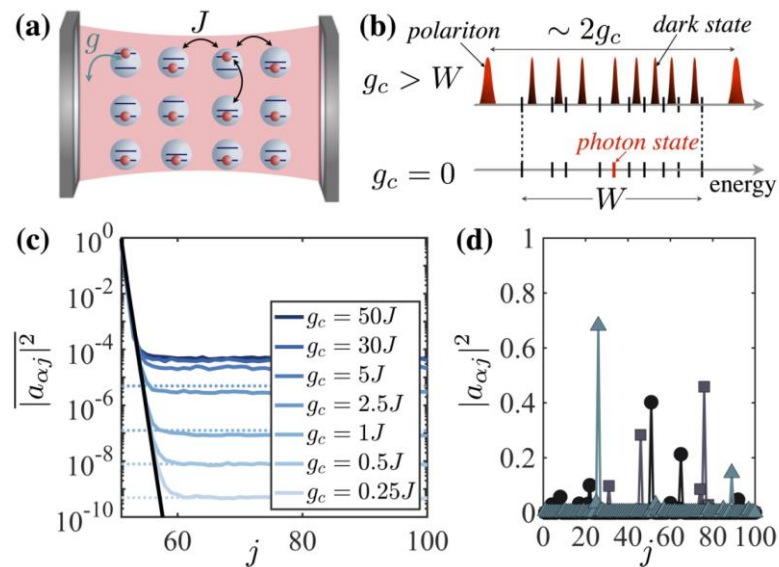 (a)
g
J
(b)
polariton
∼ 2g_c
dark state
g_c > W
photon state
g_c = 0
energy
W
(c)
10^0
10^-2
10^-4
10^-6
10^-8
10^-10
|a_αj|^2
60
80
100
j
g_c = 50J
g_c = 30J
g_c = 5J
g_c = 2.5J
g_c = 1J
g_c = 0.5J
g_c = 0.25J
(d)
1
0.8
0.6
0.4
0.2
0
|a_αj|^2
0 20 40 60 80 100
j